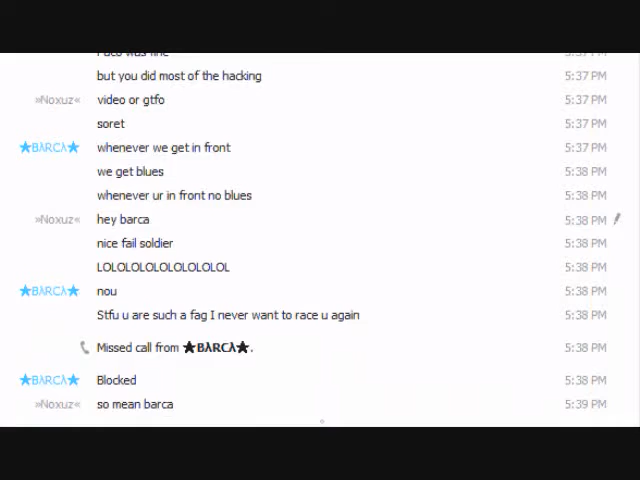 but you did most of the hacking 5:37 PM
»Noxuz« video or gtfo 5:37 PM
soret 5:37 PM
★BλRCλ★ whenever we get in front 5:37 PM
we get blues 5:38 PM
whenever ur in front no blues 5:38 PM
»Noxuz« hey barca 5:38 PM
nice fail soldier 5:38 PM
LOLOLOLOLOLOLOLOL 5:38 PM
★BλRCλ★ nou 5:38 PM
Stfu u are such a fag I never want to race u again 5:38 PM
Missed call from ★BλRCλ★. 5:38 PM
★BλRCλ★ Blocked 5:38 PM
»Noxuz« so mean barca 5:39 PM